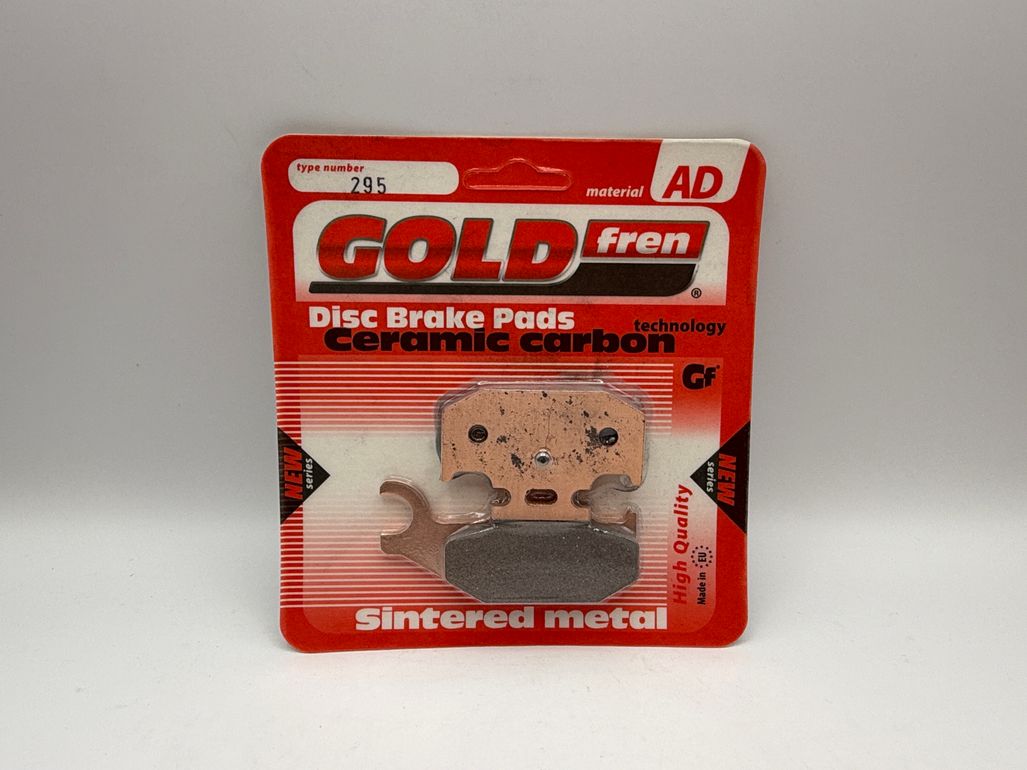 type number
295
material AD
GOLD fren ®
Disc Brake Pads
technology
Ceramic carbon
Gf
NEW series
NEW series
High Quality
Made in EU
Sintered metal